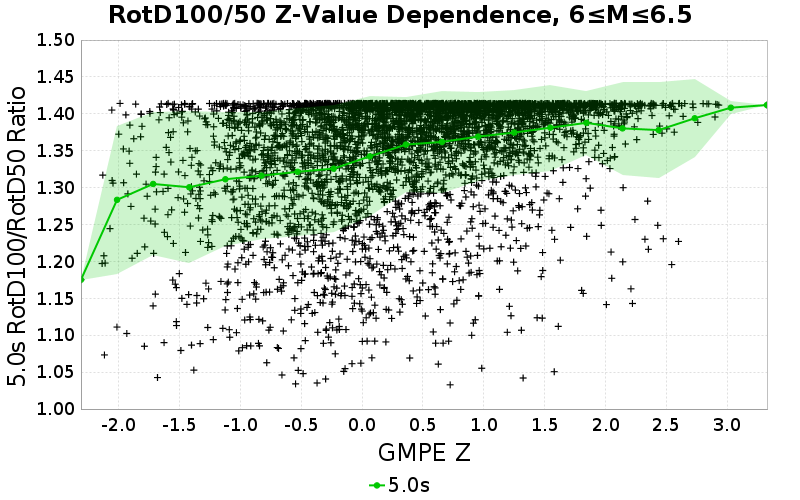 RotD100/50 Z-Value Dependence, 6≤M≤6.5
5.0s RotD100/RotD50 Ratio
1.50
1.45
1.40
1.35
1.30
1.25
1.20
1.15
1.10
1.05
1.00
-2.0 -1.5 -1.0 -0.5 0.0 0.5 1.0 1.5 2.0 2.5 3.0
GMPE Z
5.0s